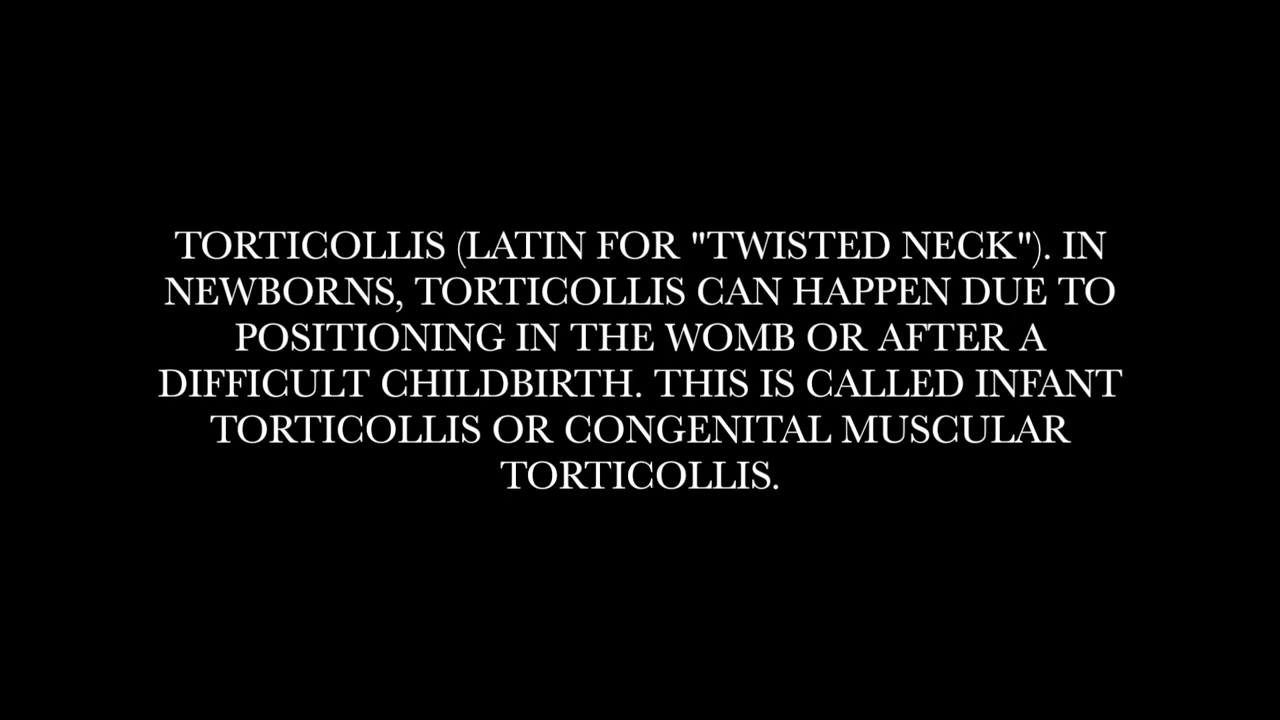 TORTICOLLIS (LATIN FOR "TWISTED NECK"). IN
NEWBORNS, TORTICOLLIS CAN HAPPEN DUE TO
POSITIONING IN THE WOMB OR AFTER A
DIFFICULT CHILDBIRTH. THIS IS CALLED INFANT
TORTICOLLIS OR CONGENITAL MUSCULAR
TORTICOLLIS.